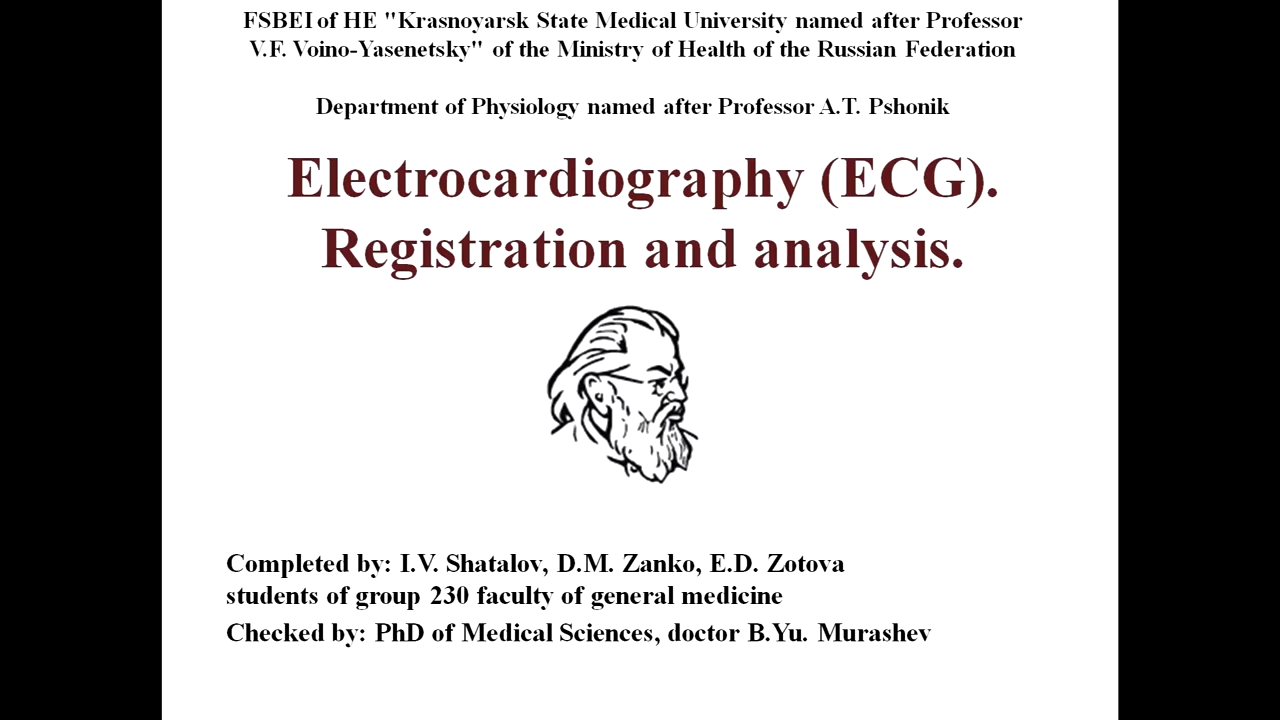 FSBEI of HE "Krasnoyarsk State Medical University named after Professor
V.F. Voino-Yasenetsky" of the Ministry of Health of the Russian Federation
Department of Physiology named after Professor A.T. Pshonik
Electrocardiography (ECG).
Registration and analysis.
Completed by: I.V. Shatalov, D.M. Zanko, E.D. Zotova
students of group 230 faculty of general medicine
Checked by: PhD of Medical Sciences, doctor B.Yu. Murashev